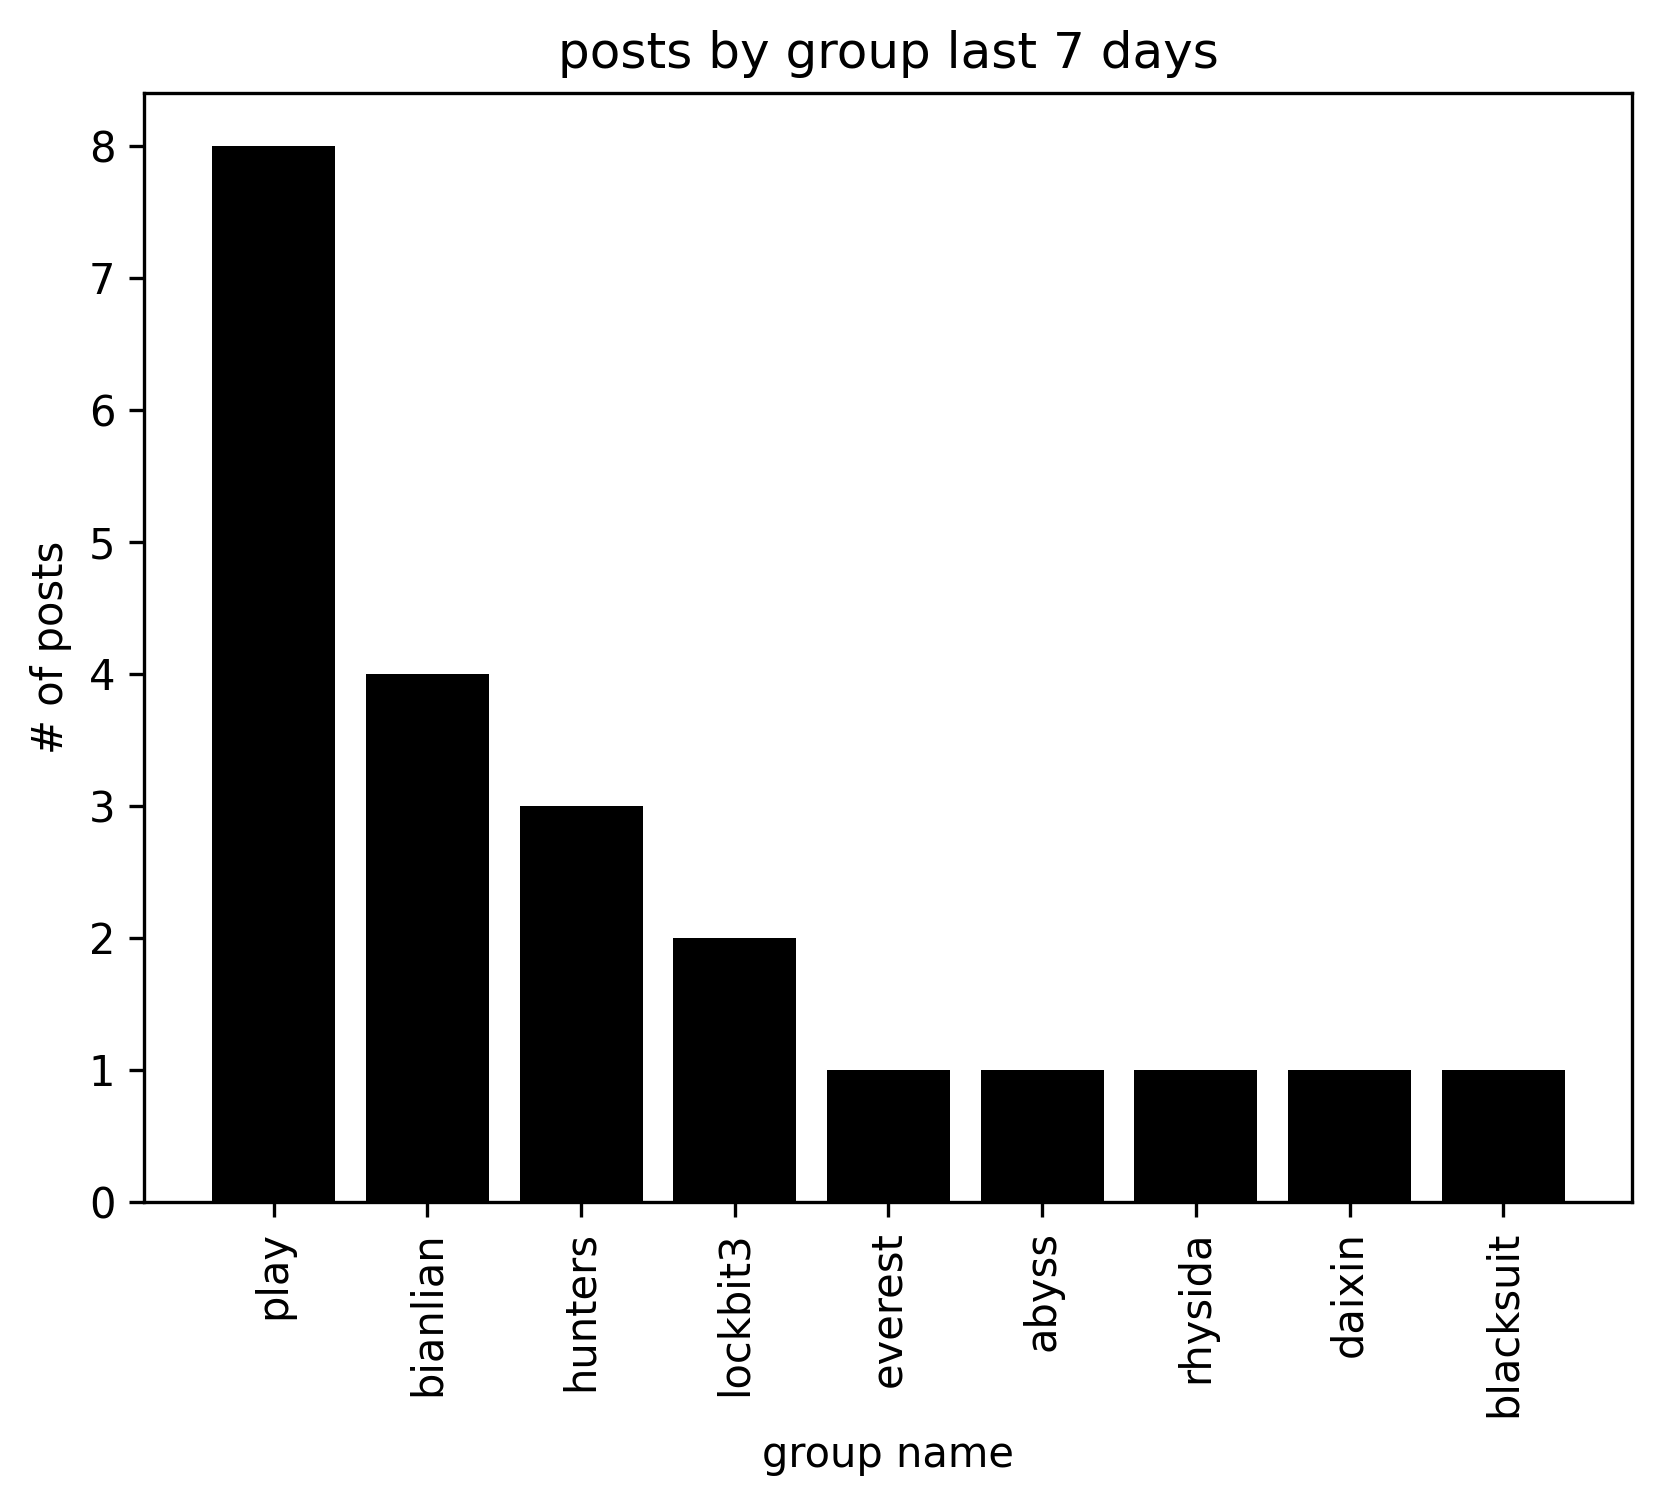 posts by group last 7 days
8
7
6
5
4
3
2
1
0
# of posts
play
bianlian
hunters
lockbit3
everest
abyss
rhysida
daixin
blacksuit
group name